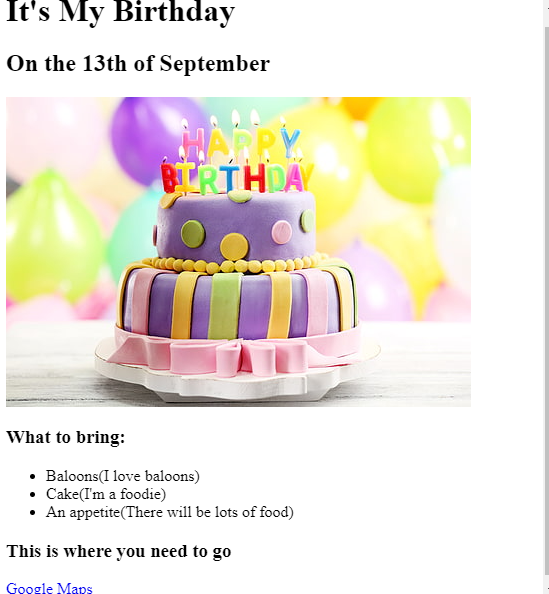 It's My Birthday
On the 13th of September
HAPPY
BIRTHDAY
What to bring:
Baloons(I love baloons)
Cake(I'm a foodie)
An appetite(There will be lots of food)
This is where you need to go
Google Maps